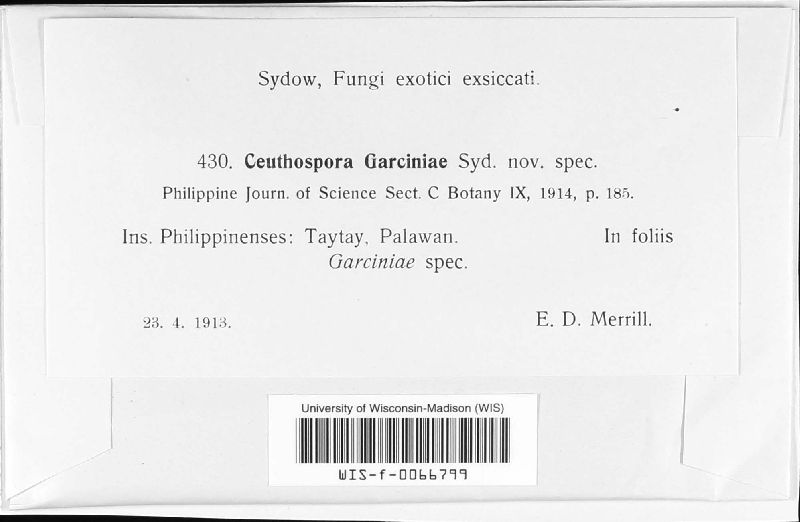 Sydow, Fungi exotici exsiccati.
430. Ceuthospora Garciniae Syd. nov. spec.
Philippine Journ. of Science Sect. C Botany IX, 1914, p. 185.
Ins. Philippinenses: Taytay, Palawan. In foliis
Garciniae spec.
23. 4. 1913. E. D. Merrill.
University of Wisconsin-Madison (WIS)
WIS-f-0066799